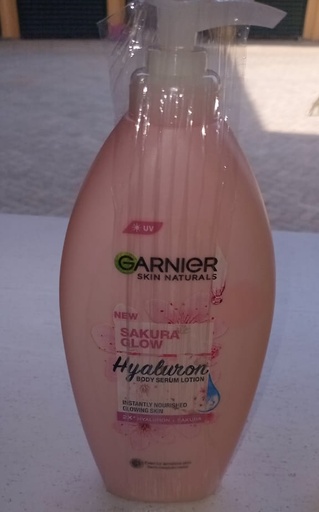 UV
GARNIER
SKIN NATURALS
NEW
SAKURA
GLOW
Hyaluron
BODY SERUM LOTION
INSTANTLY NOURISHED
GLOWING SKIN